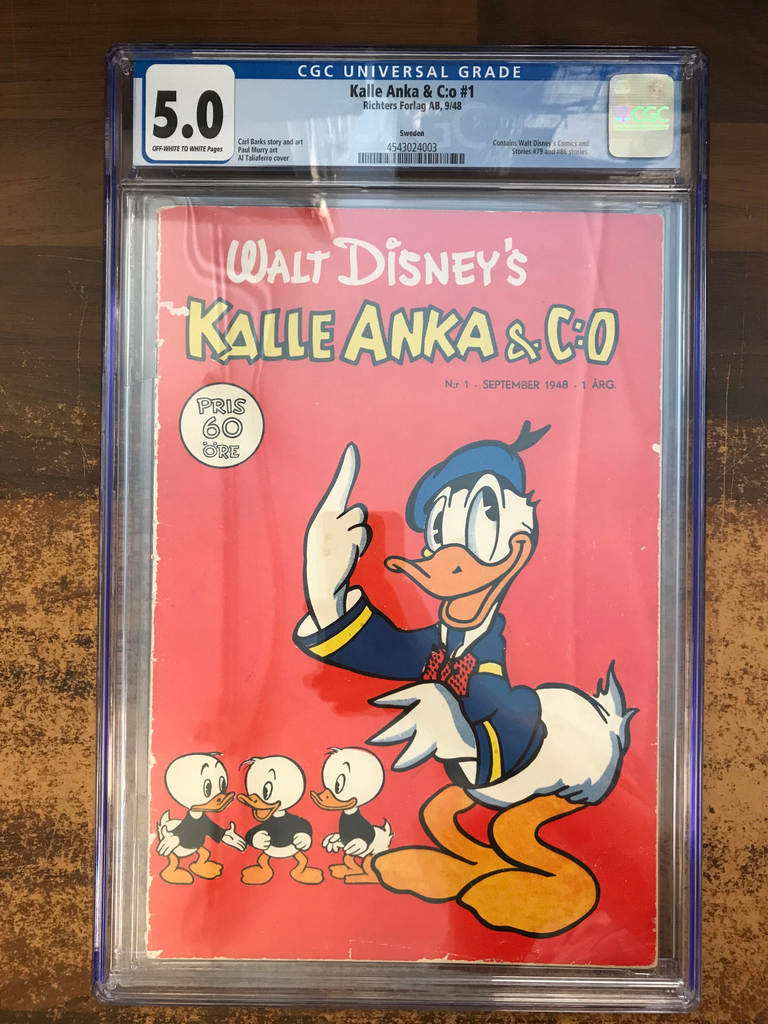 CGC UNIVERSAL GRADE
5.0
OFF-WHITE TO WHITE Pages
Kalle Anka & C:o #1
Richters Forlag AB, 9/48
Sweden
4543024003
Carl Barks story and art
Paul Murry art
Al Taliaferro cover
Contains Walt Disney's Comics and
Stories #79 and #86 stories.
CGC
WALT DISNEY'S
KALLE ANKA & C:O
N:r 1 - SEPTEMBER 1948 - 1 ÅRG.
PRIS
60
ÖRE